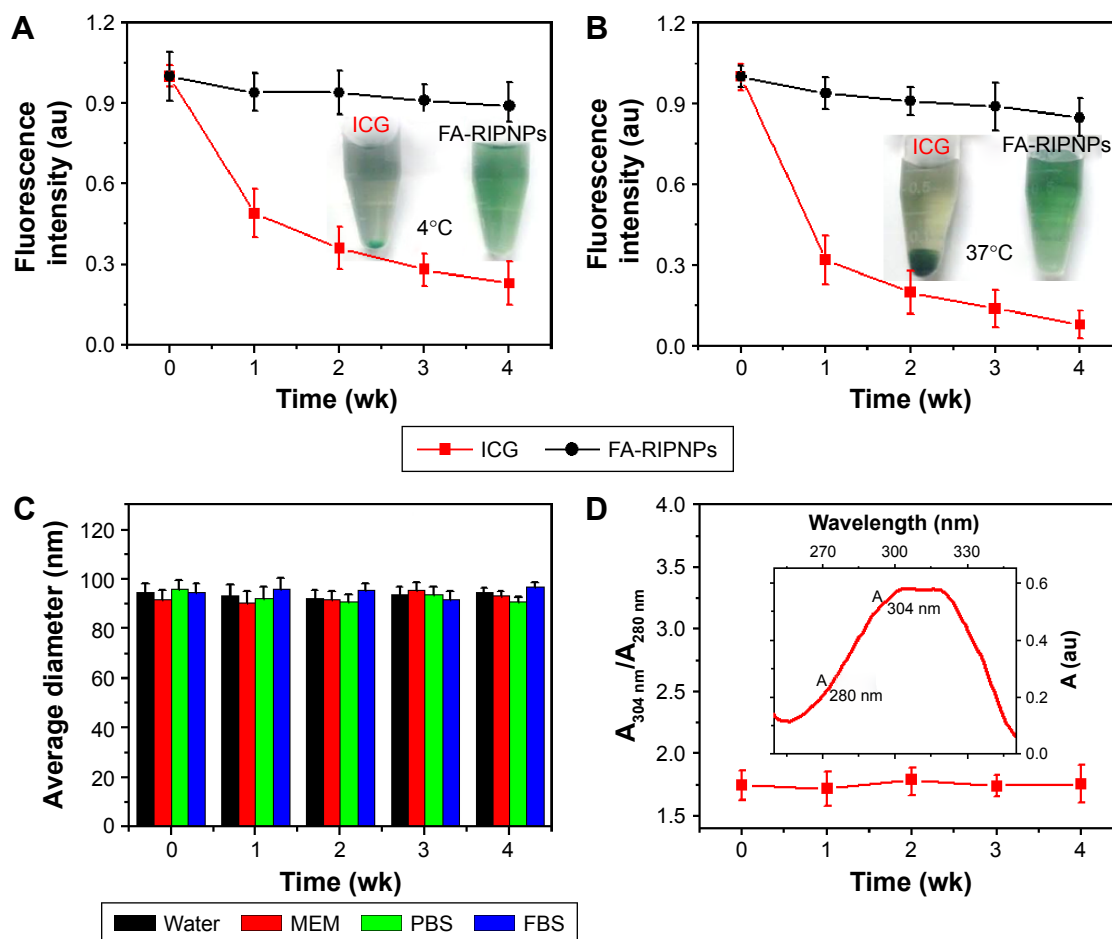 A
Fluorescence
intensity (au)
1.2
0.9
0.6
0.3
0.0
ICG
FA-RIPNPs
4°C
0 1 2 3 4
Time (wk)
B
Fluorescence
intensity (au)
1.2
0.9
0.6
0.3
0.0
ICG
FA-RIPNPs
37°C
0 1 2 3 4
Time (wk)
ICG FA-RIPNPs
C
Average diameter (nm)
120
100
80
60
40
20
0
0 1 2 3 4
Time (wk)
Water MEM PBS FBS
D
A304 nm/A280 nm
4.0
3.5
3.0
2.5
2.0
1.5
Wavelength (nm)
270 300 330
0.6
0.4
0.2
0.0
A (au)
A
304 nm
A
280 nm
0 1 2 3 4
Time (wk)